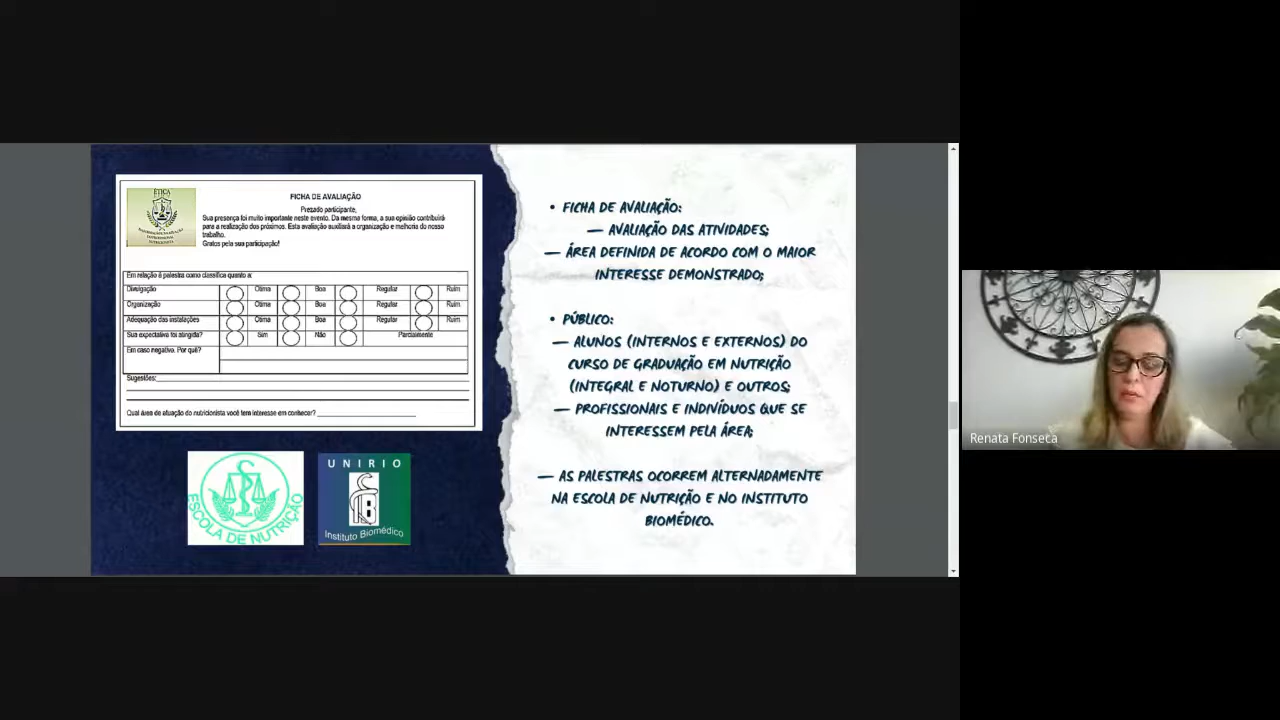 ÉTICA
FICHA DE AVALIAÇÃO
Prezado participante,
Sua presença foi muito importante neste evento. Da mesma forma, a sua opinião contribuirá
para a realização dos próximos. Esta avaliação auxiliará a organização e melhoria do nosso
trabalho.
Gratos pela sua participação!
Em relação à palestra como classifica quanto a:
Divulgação Ótima Boa Regular Ruim
Organização Ótima Boa Regular Ruim
Adequação das instalações Ótima Boa Regular Ruim
Sua expectativa foi atingida? Sim Não Parcialmente
Em caso negativo. Por quê?
Sugestões:
Qual área de atuação do nutricionista você tem interesse em conhecer?
ESCOLA DE NUTRIÇÃO
UNIRIO
IB
Instituto Biomédico
• FICHA DE AVALIAÇÃO:
— AVALIAÇÃO DAS ATIVIDADES;
— ÁREA DEFINIDA DE ACORDO COM O MAIOR
INTERESSE DEMONSTRADO;
• PÚBLICO:
— ALUNOS (INTERNOS E EXTERNOS) DO
CURSO DE GRADUAÇÃO EM NUTRIÇÃO
(INTEGRAL E NOTURNO) E OUTROS;
— PROFISSIONAIS E INDIVÍDUOS QUE SE
INTERESSEM PELA ÁREA;
— AS PALESTRAS OCORREM ALTERNADAMENTE
NA ESCOLA DE NUTRIÇÃO E NO INSTITUTO
BIOMÉDICO.
Renata Fonseca